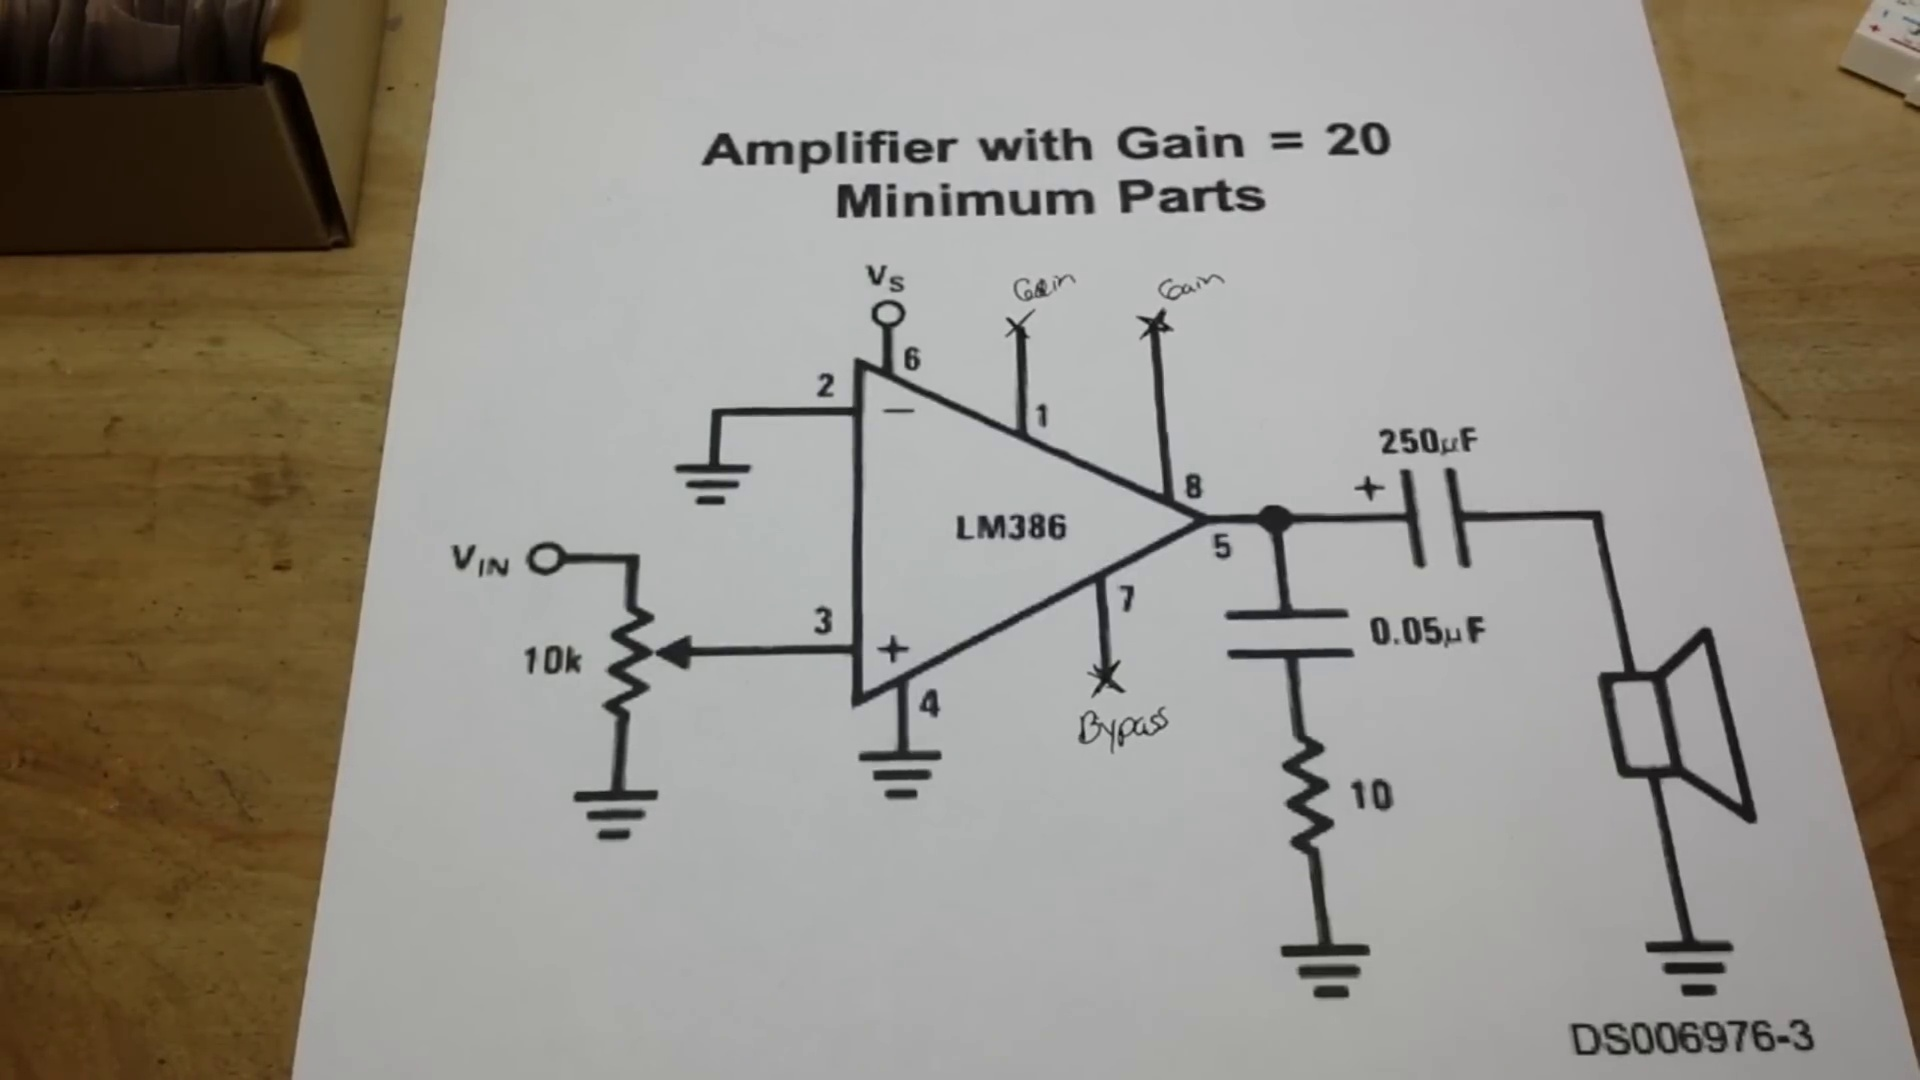 Amplifier with Gain = 20
Minimum Parts
VS
Gain
Gain
6
2
1
8
250µF
+
LM386
5
VIN
7
3
0.05µF
10k
4
Bypass
10
DS006976-3